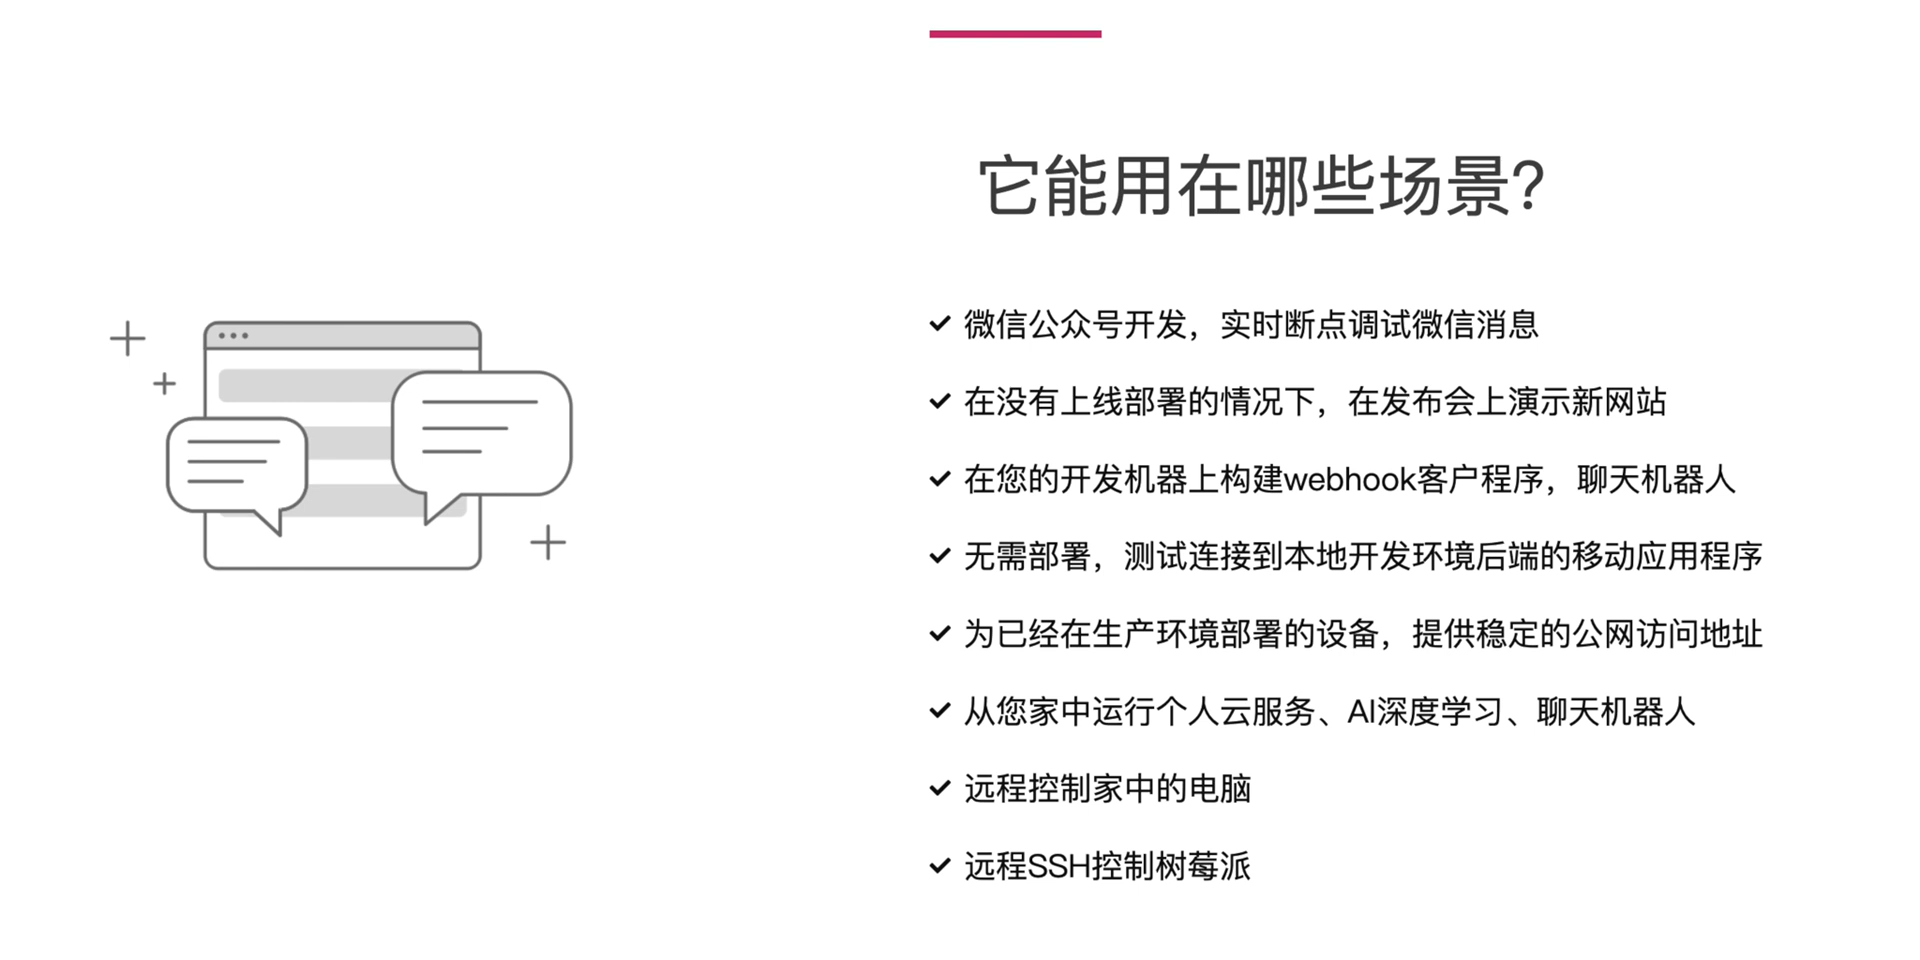 它能用在哪些场景?
微信公众号开发，实时断点调试微信消息
在没有上线部署的情况下，在发布会上演示新网站
在您的开发机器上构建webhook客户程序，聊天机器人
无需部署，测试连接到本地开发环境后端的移动应用程序
为已经在生产环境部署的设备，提供稳定的公网访问地址
从您家中运行个人云服务、AI深度学习、聊天机器人
远程控制家中的电脑
远程SSH控制树莓派